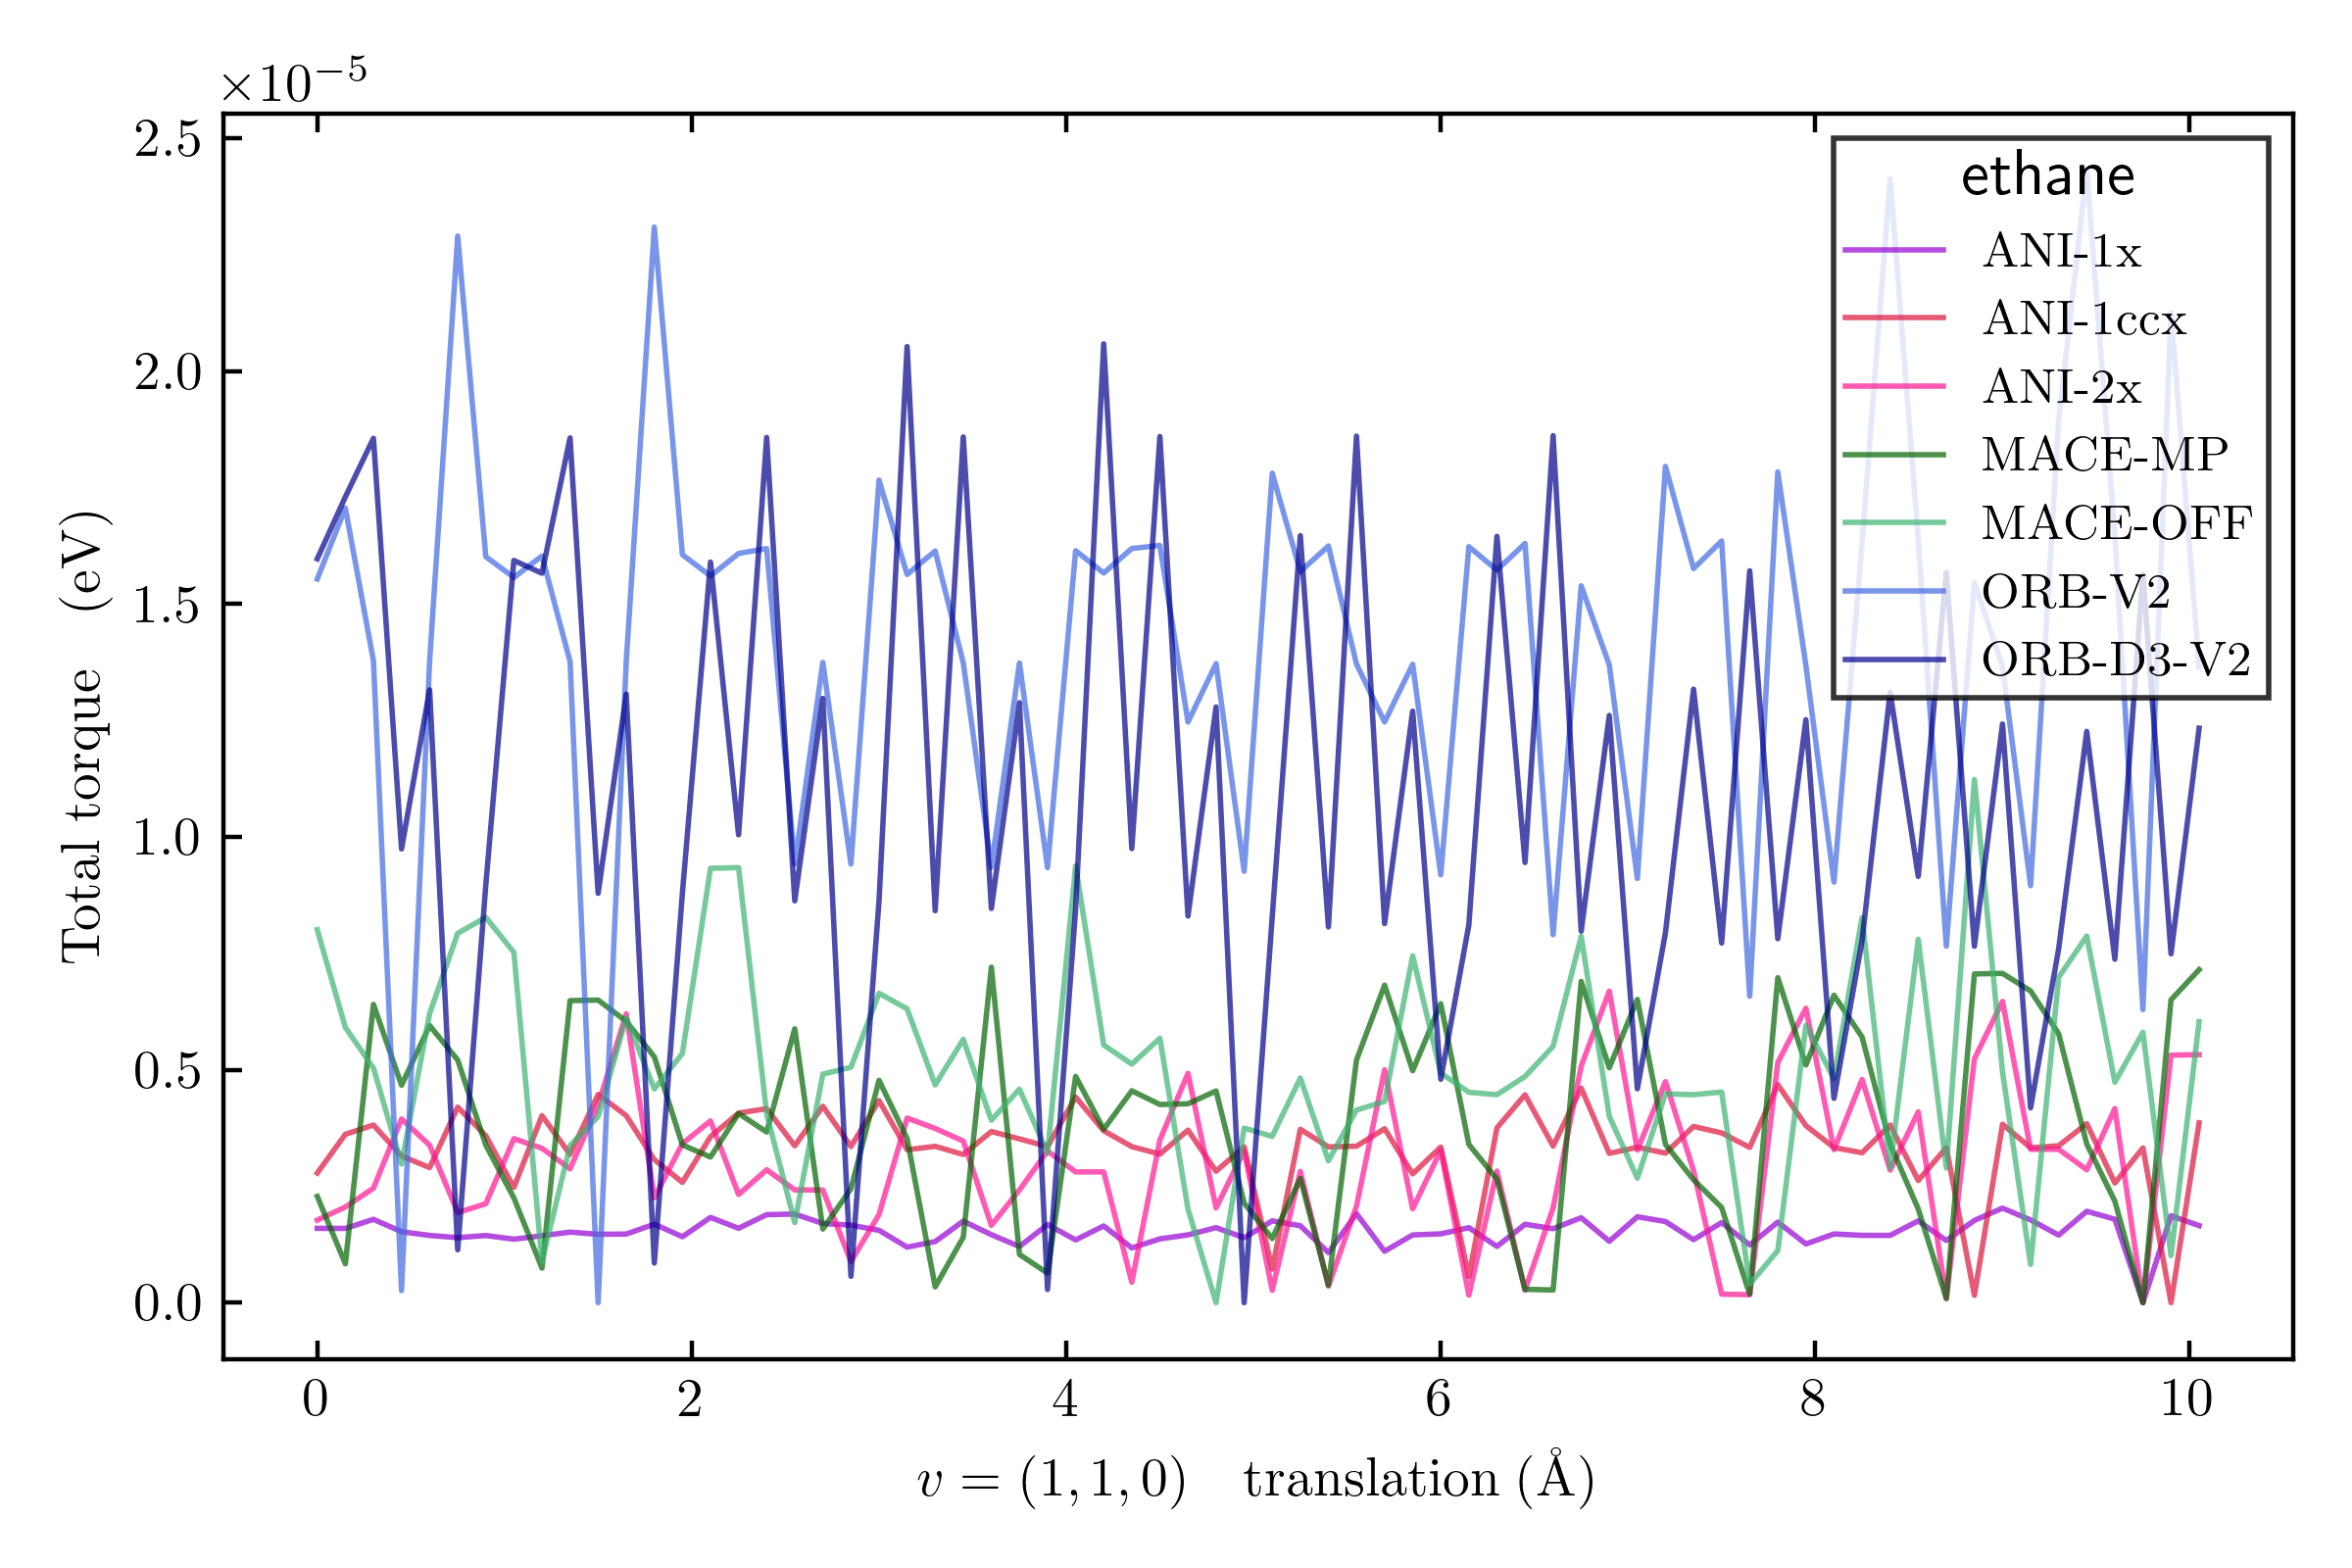 ×10⁻⁵
2.5
2.0
1.5
1.0
0.5
0.0
Total torque (eV)
0 2 4 6 8 10
v = (1, 1, 0) translation (Å)
ethane
ANI-1x
ANI-1ccx
ANI-2x
MACE-MP
MACE-OFF
ORB-V2
ORB-D3-V2